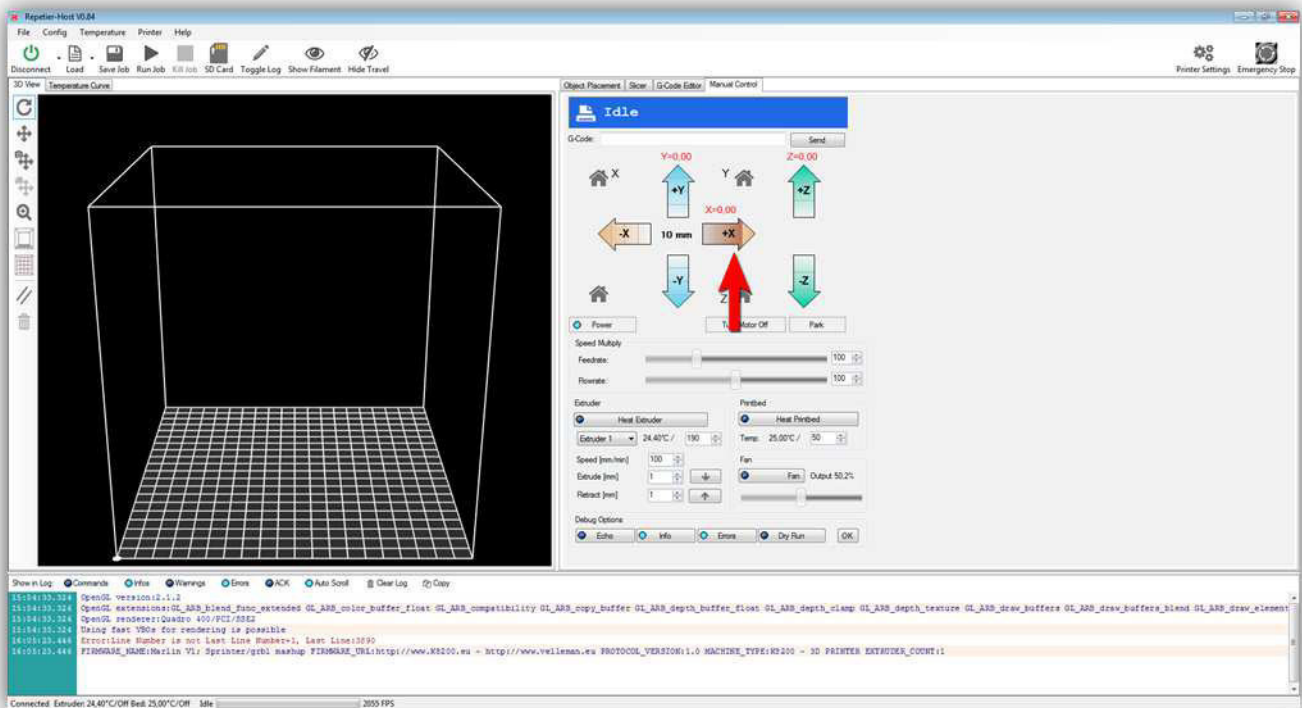 Repetier-Host V0.84
File Config Temperature Printer Help
Disconnect Load Save Job Run Job Kill Job SD Card Toggle Log Show Filament Hide Travel Printer Settings Emergency Stop
3D View Temperature Curve
Object Placement Slicer G-Code Editor Manual Control
Idle
G-Code: Send
Y=0.00 Z=0.00
X Y
+Y +Z
X=0.00
-X 10 mm +X
-Y -Z
Z
Power Motor Off Park
Speed Multiply
Feedrate: 100
Flowrate: 100
Extruder Printbed
Heat Extruder Heat Printbed
Extruder 1 24,40°C / 190 Temp. 25,00°C / 50
Speed [mm/min] 100 Fan
Extrude [mm] 1 Fan Output 50,2%
Retract [mm] 1
Debug Options
Echo Info Errors Dry Run OK
Show in Log: Commands Infos Warnings Errors ACK Auto Scroll Clear Log Copy
15:54:33.324 OpenGL version:2.1.2
15:54:33.324 OpenGL extensions:GL_ARB_blend_func_extended GL_ARB_color_buffer_float GL_ARB_compatibility GL_ARB_copy_buffer GL_ARB_depth_buffer_float GL_ARB_depth_clamp GL_ARB_depth_texture GL_ARB_draw_buffers GL_ARB_draw_buffers_blend GL_ARB_draw_element
15:54:33.324 OpenGL renderer:Quadro 400/PCI/SSE2
15:54:33.324 Using fast VBOs for rendering is possible
16:05:23.446 Error:Line Number is not Last Line Number+1, Last Line:3890
16:05:23.446 FIRMWARE_NAME:Marlin V1; Sprinter/grbl mashup FIRMWARE_URL:http://www.K8200.eu - http://www.velleman.eu PROTOCOL_VERSION:1.0 MACHINE_TYPE:K8200 - 3D PRINTER EXTRUDER_COUNT:1
Connected Extruder: 24,40°C/Off Bed: 25,00°C/Off Idle 2055 FPS